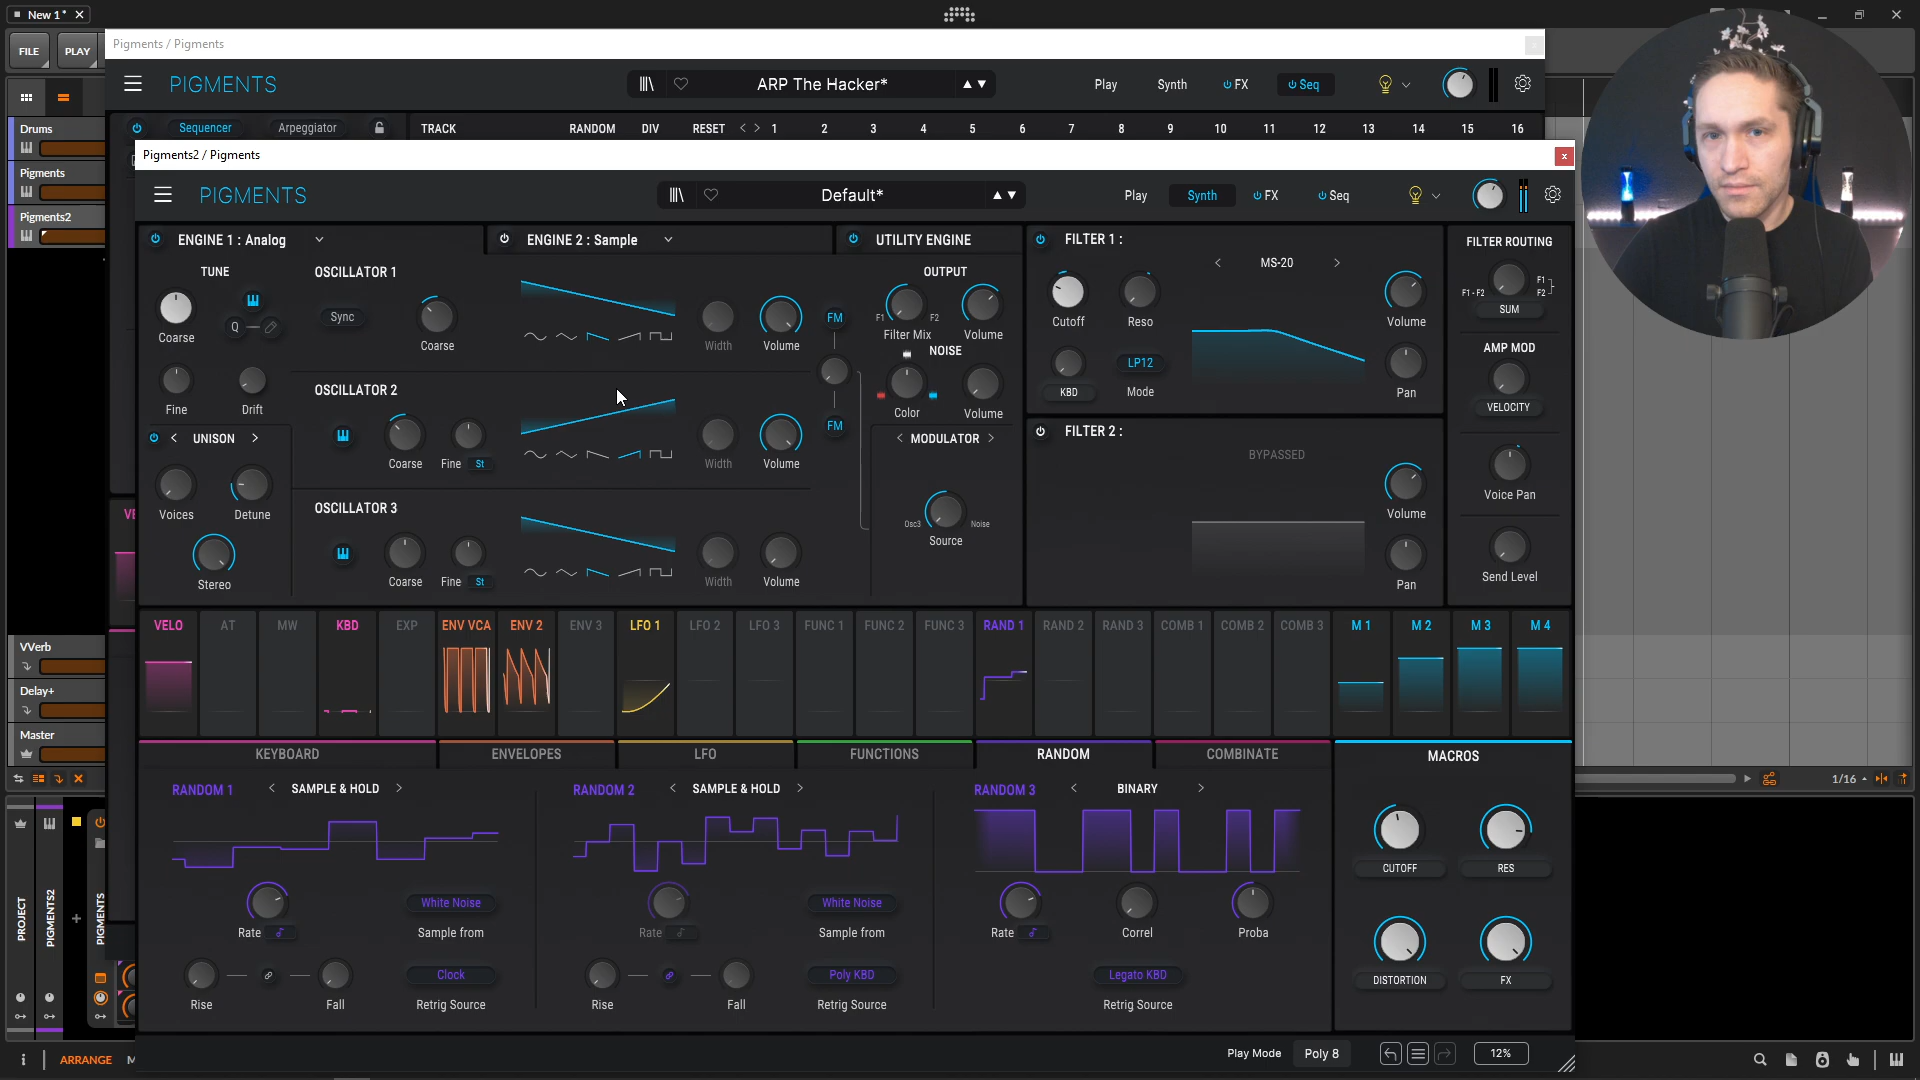 New 1*
FILE
PLAY
Pigments / Pigments
PIGMENTS
ARP The Hacker*
Play
Synth
FX
Seq
Drums
Sequencer
Arpeggiator
TRACK
RANDOM
DIV
RESET
1 2 3 4 5 6 7 8 9 10 11 12 13 14 15 16
Pigments
Pigments2
Pigments2 / Pigments
PIGMENTS
Default*
Play
Synth
FX
Seq
ENGINE 1 : Analog
ENGINE 2 : Sample
UTILITY ENGINE
FILTER 1 :
FILTER ROUTING
TUNE
OSCILLATOR 1
OUTPUT
MS-20
Q
Coarse
Sync
Coarse
Width
Volume
FM
F1
F2
Filter Mix
Volume
NOISE
Cutoff
Reso
Volume
F1 - F2
F1
F2
SUM
AMP MOD
Fine
Drift
OSCILLATOR 2
Color
Volume
KBD
LP12
Mode
Pan
VELOCITY
UNISON
Voices
Detune
Stereo
Coarse
Fine
St
Width
Volume
FM
MODULATOR
FILTER 2 :
BYPASSED
Volume
Pan
Voice Pan
Send Level
OSCILLATOR 3
Coarse
Fine
St
Width
Volume
Osc3
Noise
Source
VE
VELO
AT
MW
KBD
EXP
ENV VCA
ENV 2
ENV 3
LFO 1
LFO 2
LFO 3
FUNC 1
FUNC 2
FUNC 3
RAND 1
RAND 2
RAND 3
COMB 1
COMB 2
COMB 3
M 1
M 2
M 3
M 4
VVerb
Delay+
Master
KEYBOARD
ENVELOPES
LFO
FUNCTIONS
RANDOM
COMBINATE
MACROS
1/16
RANDOM 1
SAMPLE & HOLD
RANDOM 2
SAMPLE & HOLD
RANDOM 3
BINARY
CUTOFF
RES
White Noise
White Noise
Rate
Sample from
Rate
Sample from
Rate
Correl
Proba
PROJECT
PIGMENTS2
PIGMENTS
Clock
Poly KBD
Legato KBD
DISTORTION
FX
Rise
Fall
Retrig Source
Rise
Fall
Retrig Source
Retrig Source
Play Mode
Poly 8
12%
ARRANGE
M